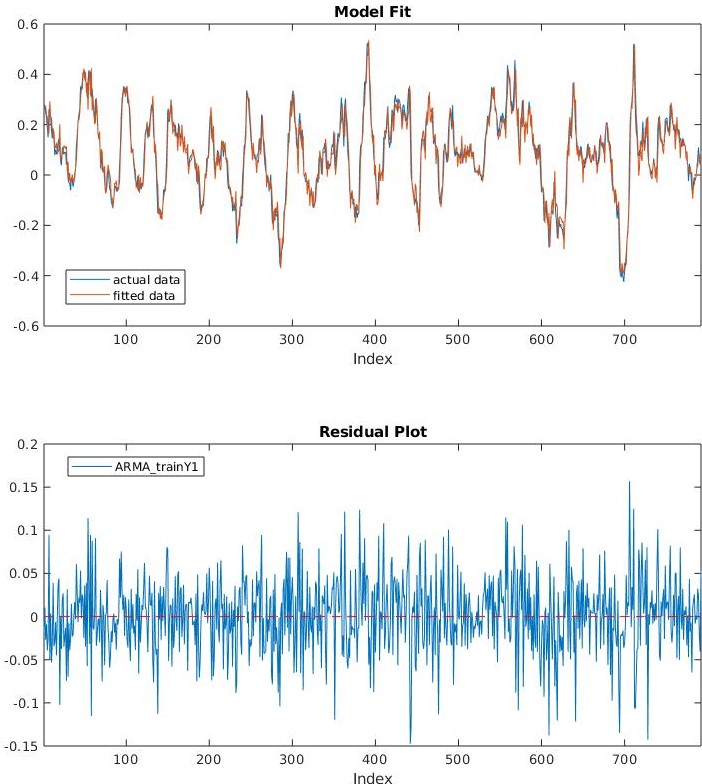 Model Fit
0.6
0.4
0.2
0
-0.2
-0.4
-0.6
actual data
fitted data
100 200 300 400 500 600 700
Index
Residual Plot
0.2
0.15
0.1
0.05
0
-0.05
-0.1
-0.15
ARMA_trainY1
100 200 300 400 500 600 700
Index